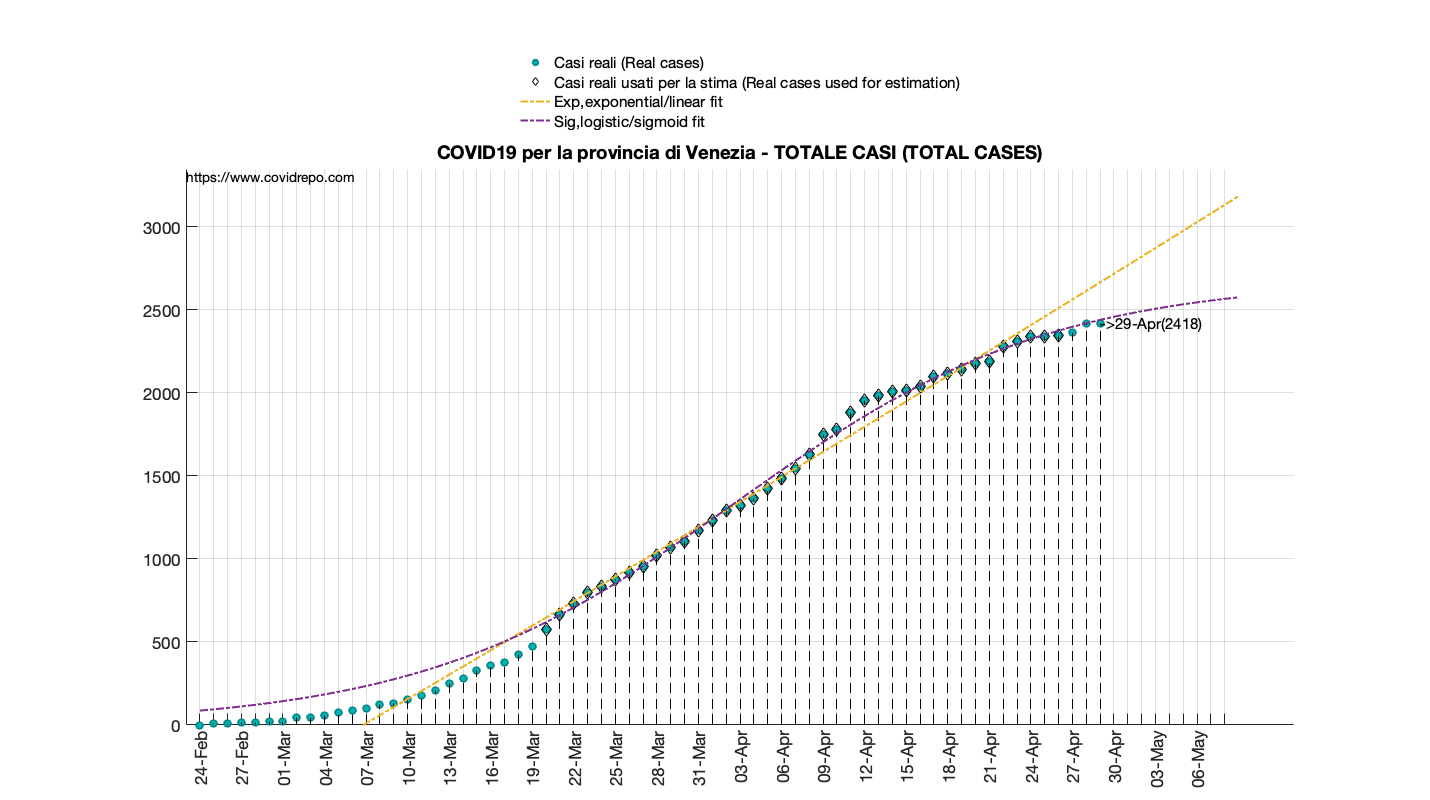 Casi reali (Real cases)
Casi reali usati per la stima (Real cases used for estimation)
Exp,exponential/linear fit
Sig,logistic/sigmoid fit
COVID19 per la provincia di Venezia - TOTALE CASI (TOTAL CASES)
https://www.covidrepo.com
3000
2500
->29-Apr(2418)
2000
1500
1000
500
0
24-Feb 27-Feb 01-Mar 04-Mar 07-Mar 10-Mar 13-Mar 16-Mar 19-Mar 22-Mar 25-Mar 28-Mar 31-Mar 03-Apr 06-Apr 09-Apr 12-Apr 15-Apr 18-Apr 21-Apr 24-Apr 27-Apr 30-Apr 03-May 06-May